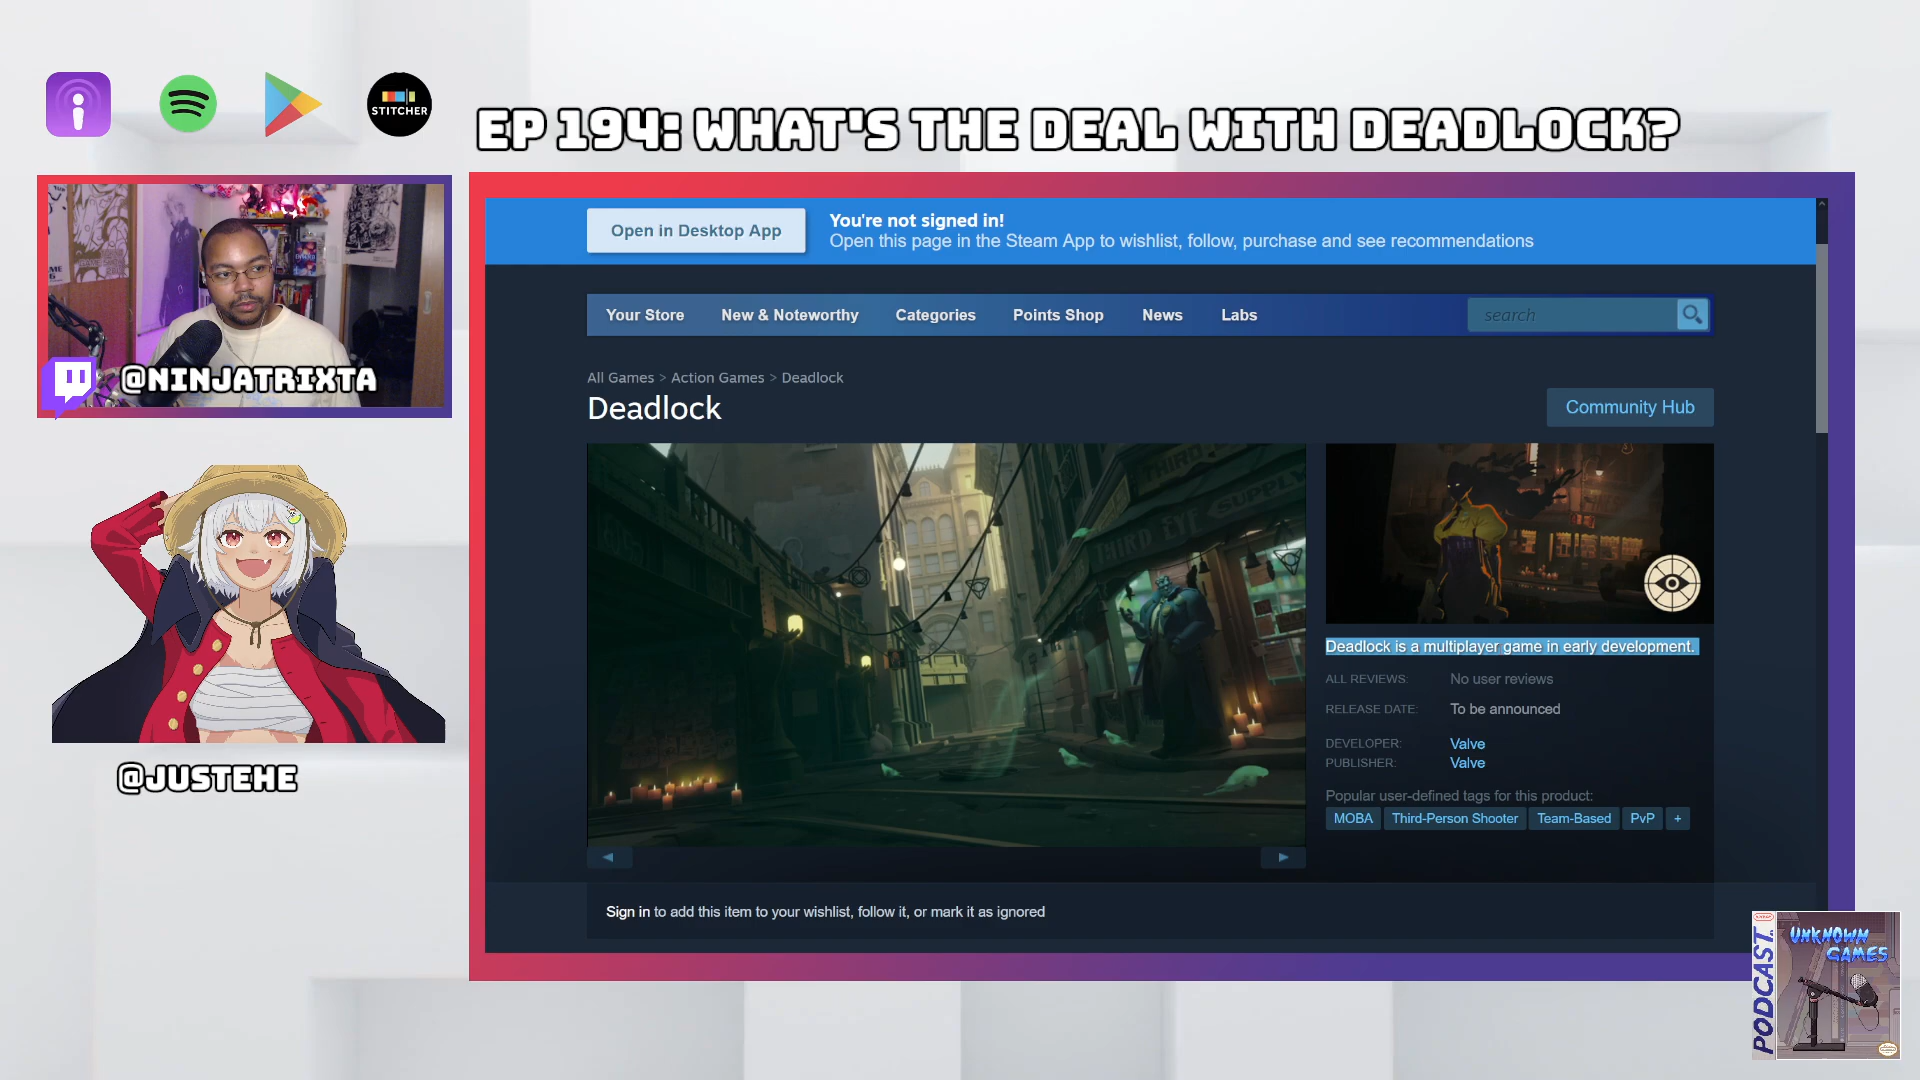 STITCHER
EP 194: WHAT'S THE DEAL WITH DEADLOCK?
@NINJATRIXTA
@JUSTEHE
Open in Desktop App
You're not signed in!
Open this page in the Steam App to wishlist, follow, purchase and see recommendations
Your Store New & Noteworthy Categories Points Shop News Labs search
All Games > Action Games > Deadlock
Deadlock
Community Hub
THIRD
SUPPLY
THIRD EYE
Deadlock is a multiplayer game in early development.
ALL REVIEWS: No user reviews
RELEASE DATE: To be announced
DEVELOPER: Valve
PUBLISHER: Valve
Popular user-defined tags for this product:
MOBA Third-Person Shooter Team-Based PvP +
Sign in to add this item to your wishlist, follow it, or mark it as ignored
PODCAST
UNKNOWN
GAMES